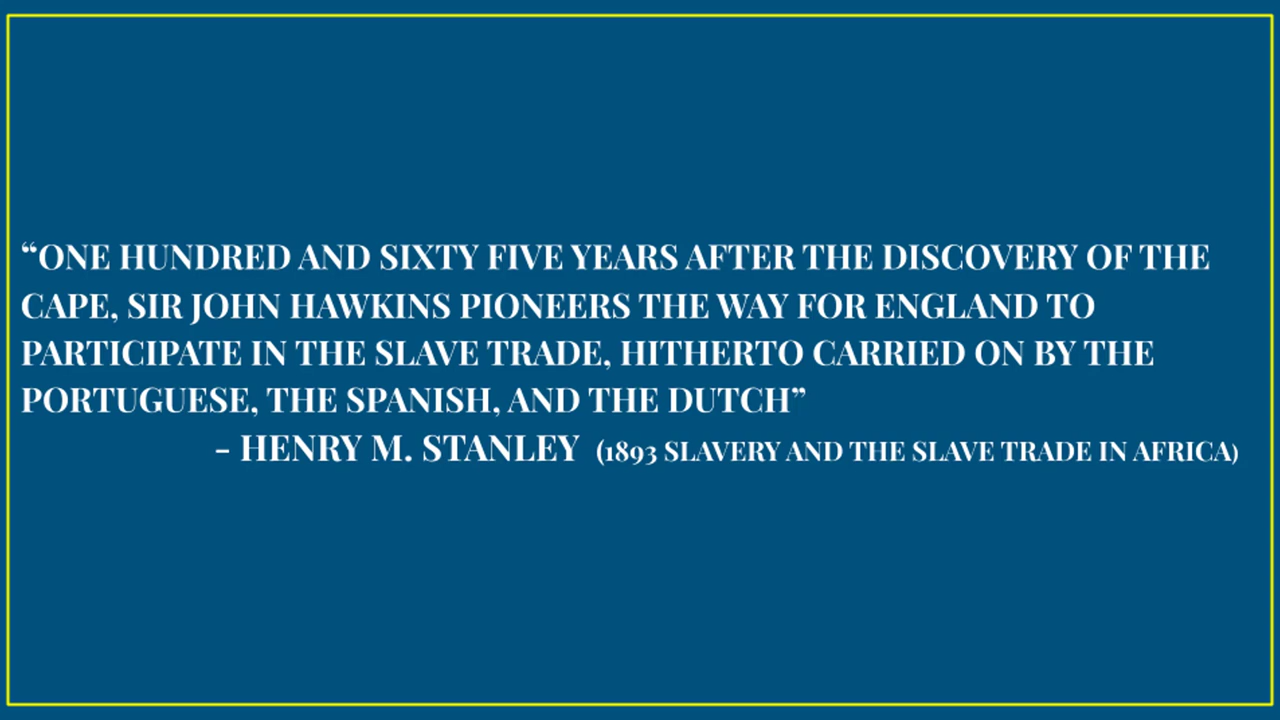 “ONE HUNDRED AND SIXTY FIVE YEARS AFTER THE DISCOVERY OF THE
CAPE, SIR JOHN HAWKINS PIONEERS THE WAY FOR ENGLAND TO
PARTICIPATE IN THE SLAVE TRADE, HITHERTO CARRIED ON BY THE
PORTUGUESE, THE SPANISH, AND THE DUTCH”
- HENRY M. STANLEY (1893 SLAVERY AND THE SLAVE TRADE IN AFRICA)